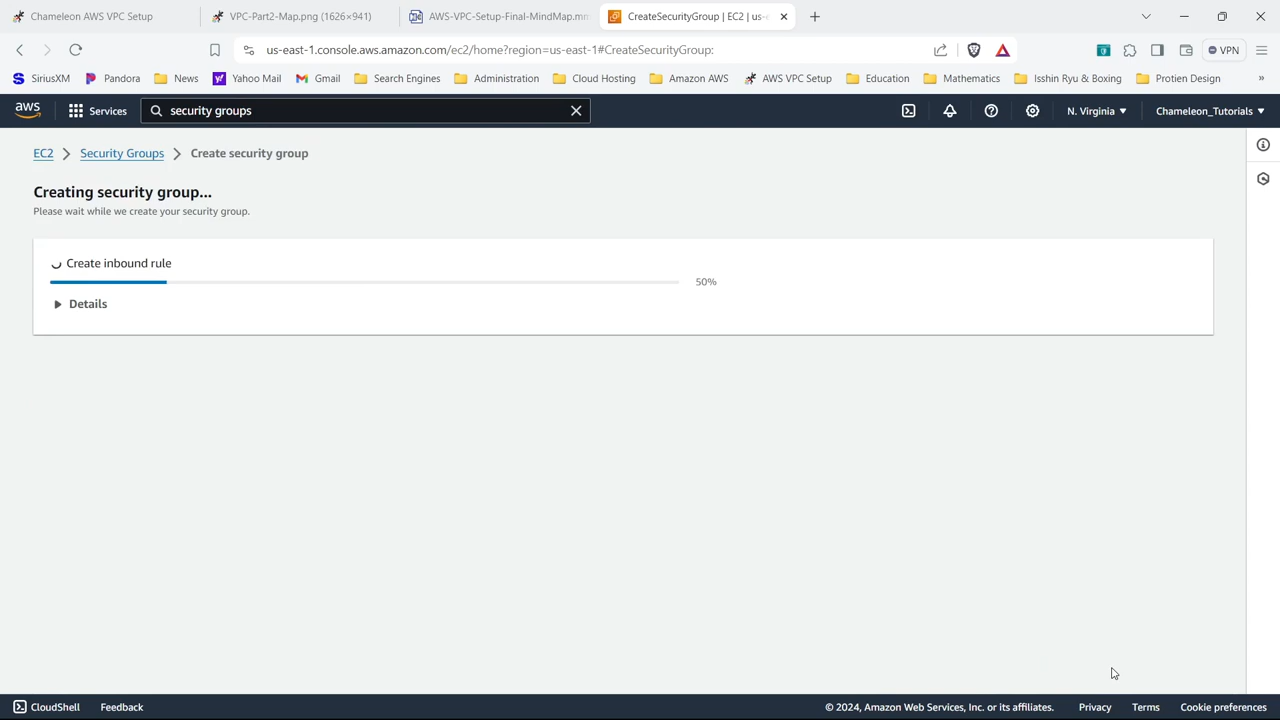 Chameleon AWS VPC Setup
VPC-Part2-Map.png (1626×941)
AWS-VPC-Setup-Final-MindMap.mm
CreateSecurityGroup | EC2 | us-e
us-east-1.console.aws.amazon.com/ec2/home?region=us-east-1#CreateSecurityGroup:
VPN
SiriusXM
Pandora
News
Yahoo Mail
Gmail
Search Engines
Administration
Cloud Hosting
Amazon AWS
AWS VPC Setup
Education
Mathematics
Isshin Ryu & Boxing
Protien Design
»
aws
Services
security groups
N. Virginia
Chameleon_Tutorials
EC2
Security Groups
Create security group
Creating security group...
Please wait while we create your security group.
Create inbound rule
50%
Details
CloudShell
Feedback
© 2024, Amazon Web Services, Inc. or its affiliates.
Privacy
Terms
Cookie preferences